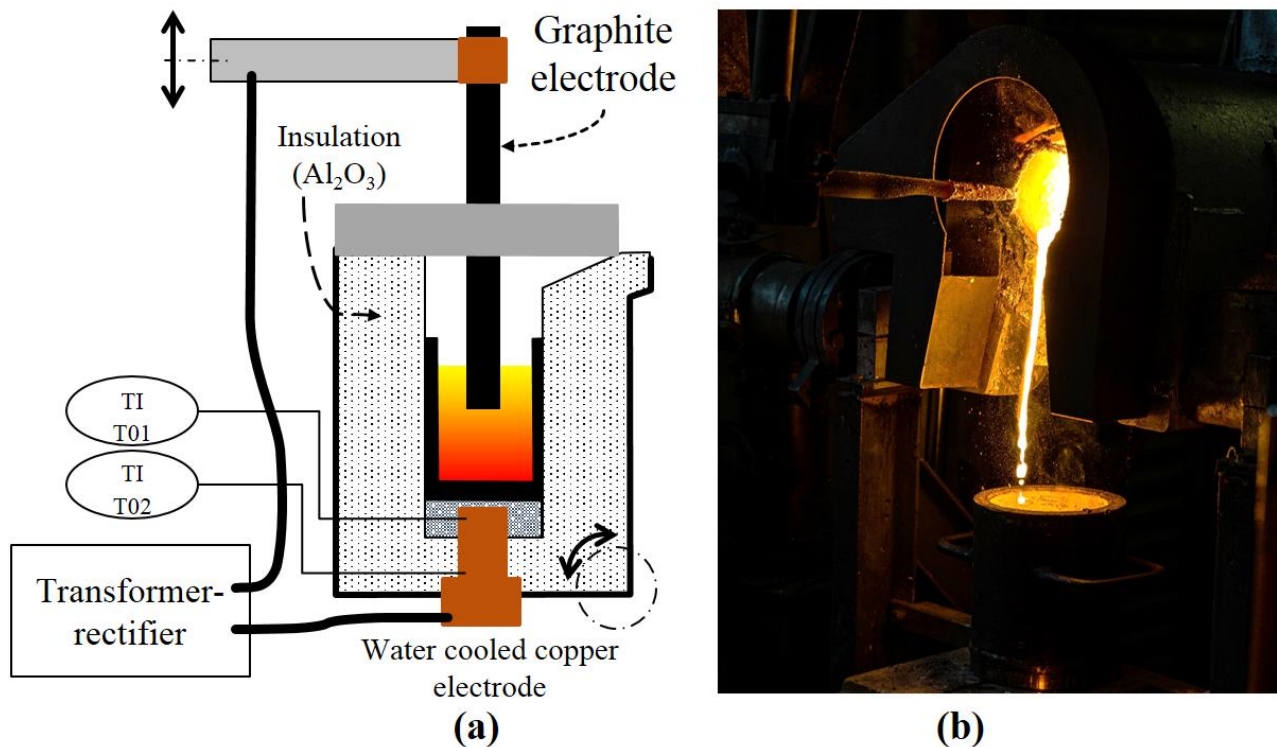 Graphite
electrode
Insulation
(Al₂O₃)
TI
T01
TI
T02
Transformer-
rectifier
Water cooled copper
electrode
(a)
(b)